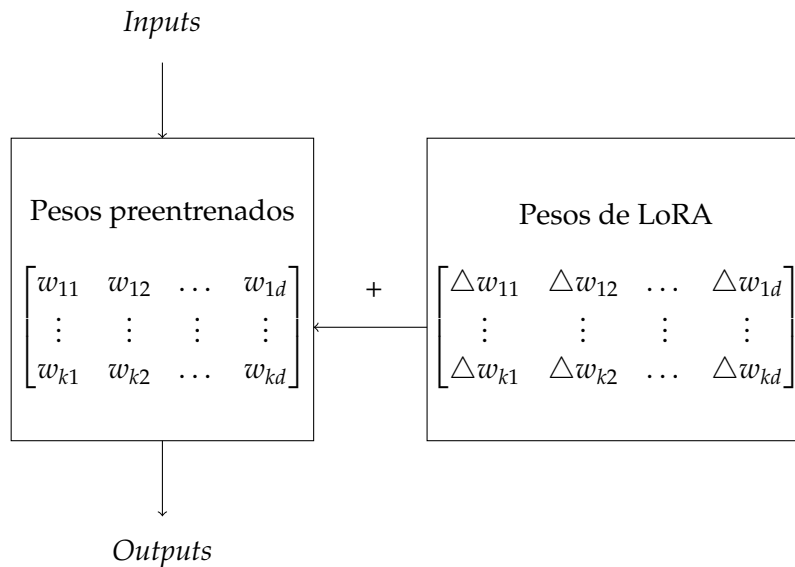 Inputs
Pesos preentrenados
w₁₁ w₁₂ … w₁d
⋮ ⋮ ⋮ ⋮
wₖ₁ wₖ₂ … wₖd
+
Pesos de LoRA
△w₁₁ △w₁₂ … △w₁d
⋮ ⋮ ⋮ ⋮
△wₖ₁ △wₖ₂ … △wₖd
Outputs